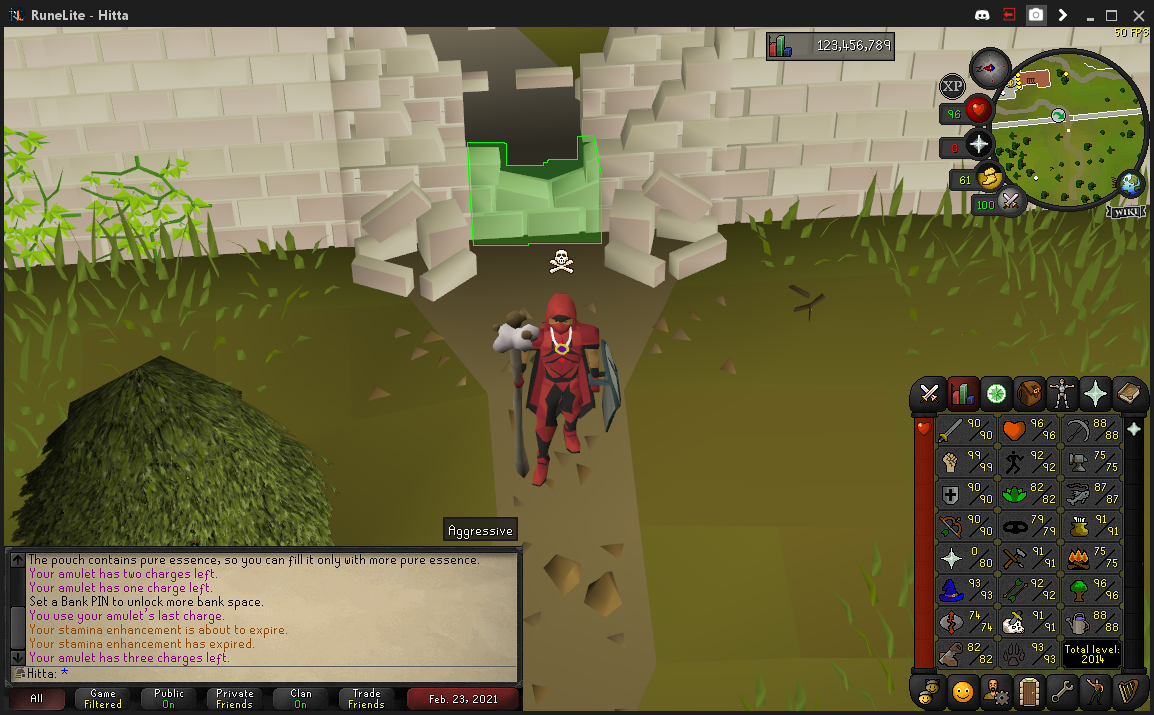 RuneLite - Hitta
50 FPS
123,456,789
XP
96
0
61
100
WIKI
90/90 96/96 88/88
99/99 92/92 75/75
90/90 82/82 87/87
90/90 79/79 91/91
0/80 91/91 75/75
93/93 92/92 96/96
74/74 91/91 88/88
82/82 93/93 Total level:
2014
Aggressive
The pouch contains pure essence, so you can fill it only with more pure essence.
Your amulet has two charges left.
Your amulet has one charge left.
Set a Bank PIN to unlock more bank space.
You use your amulet's last charge.
Your stamina enhancement is about to expire.
Your stamina enhancement has expired.
Your amulet has three charges left.
Hitta: *
All
Game
Filtered
Public
On
Private
Friends
Clan
On
Trade
Friends
Feb. 23, 2021